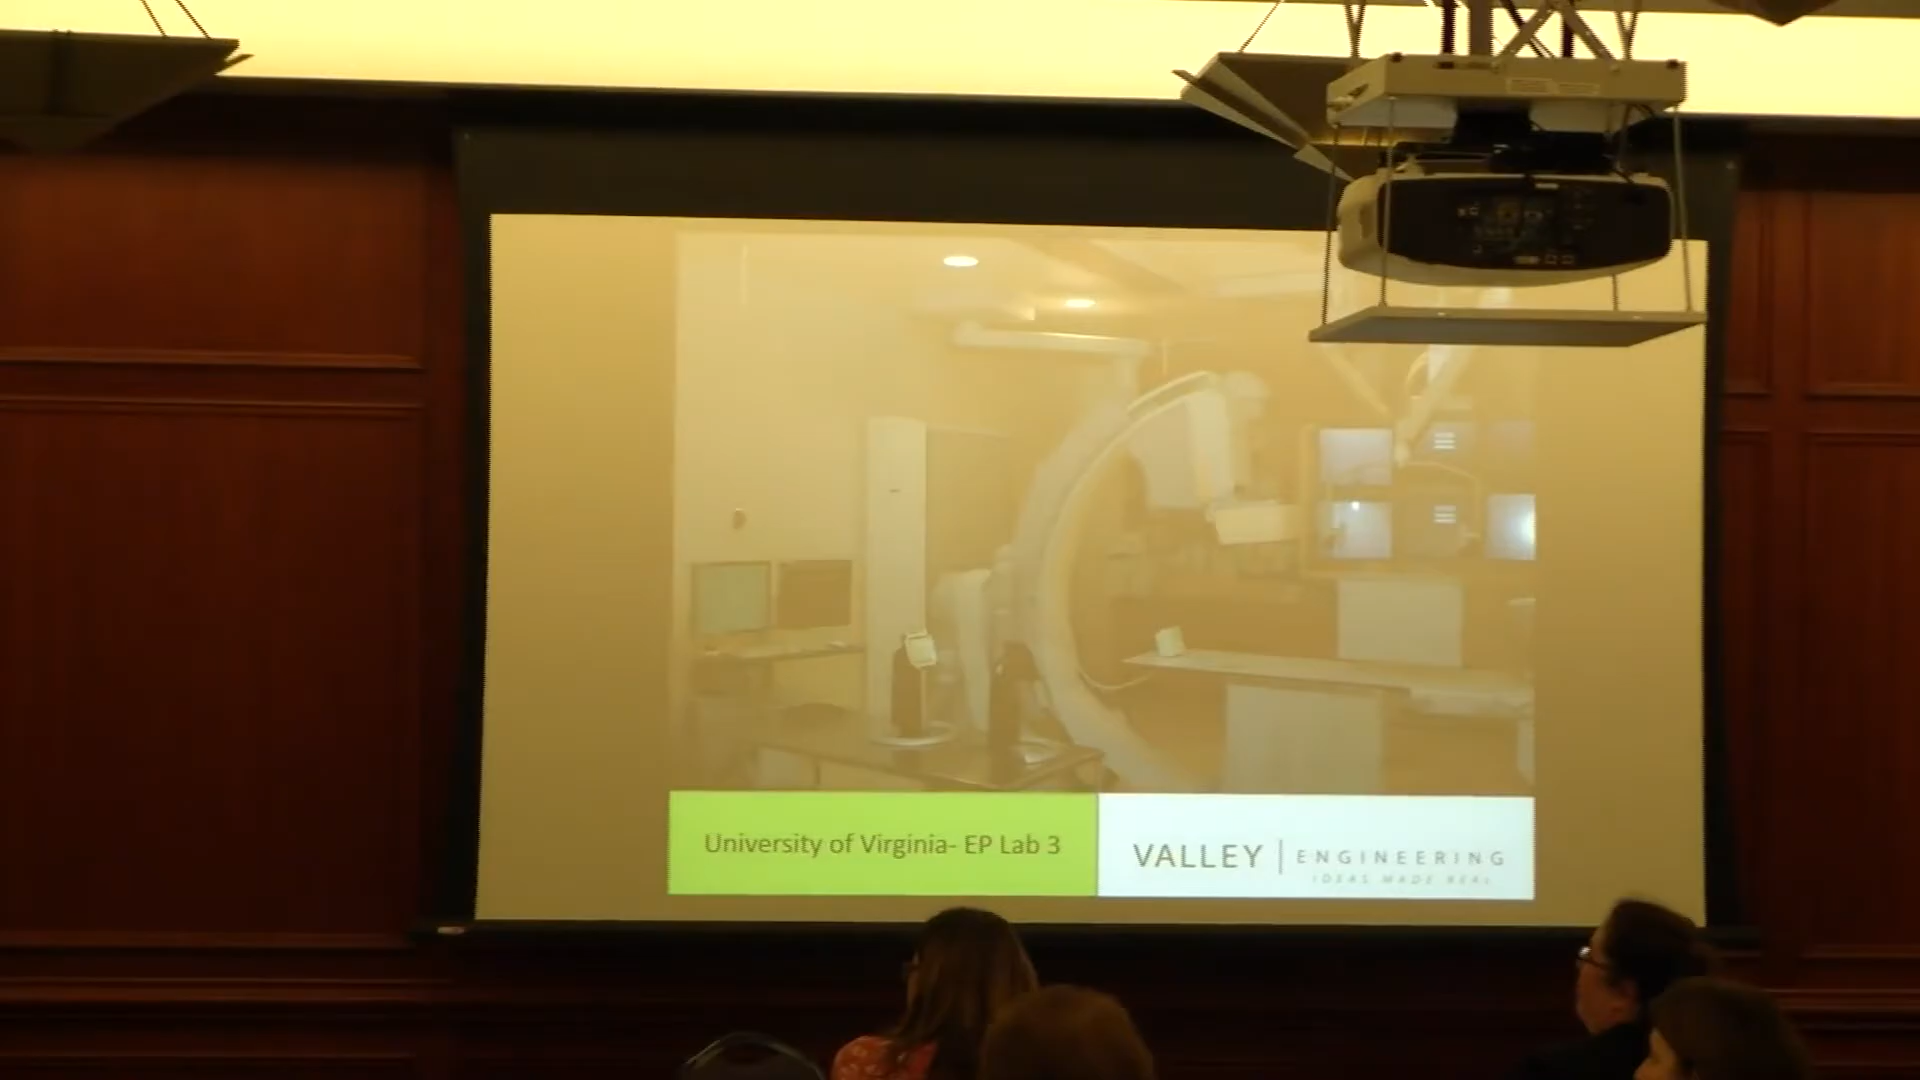 University of Virginia- EP Lab 3
VALLEY | ENGINEERING
IDEAS MADE REAL